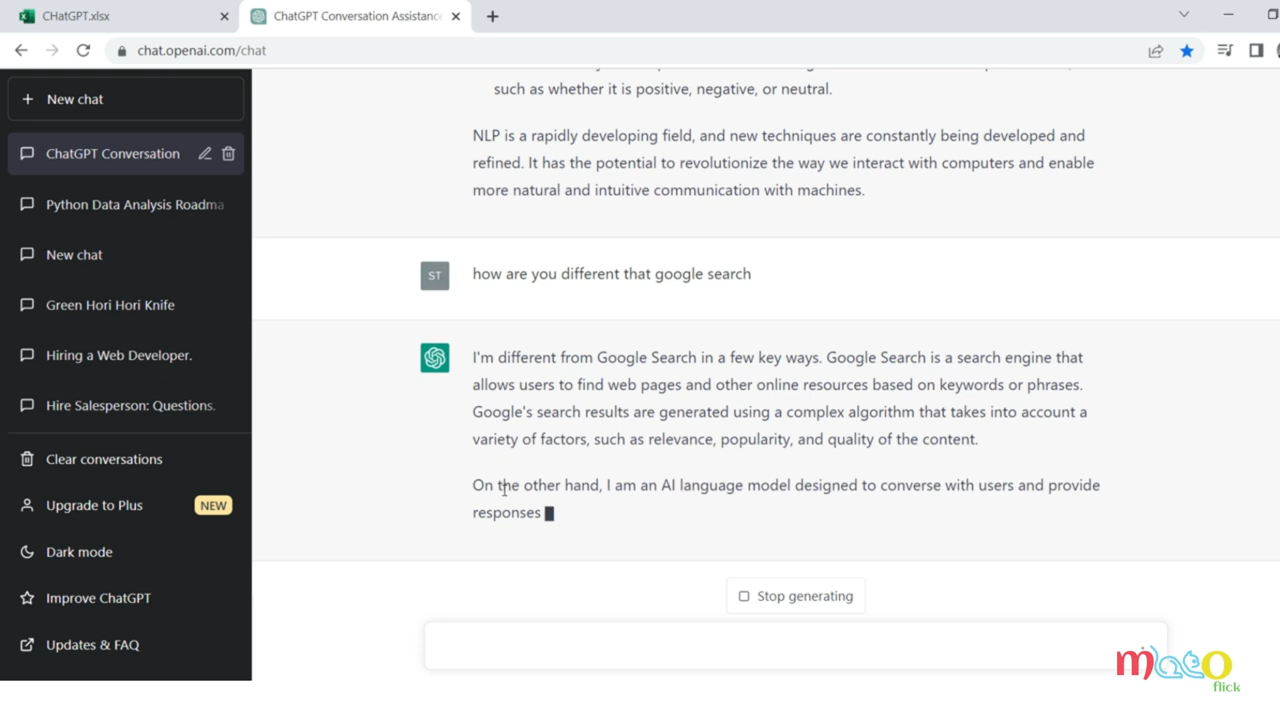 CHatGPT.xlsx
ChatGPT Conversation Assistance
chat.openai.com/chat
New chat
ChatGPT Conversation
Python Data Analysis Roadma
New chat
Green Hori Hori Knife
Hiring a Web Developer.
Hire Salesperson: Questions.
Clear conversations
Upgrade to Plus NEW
Dark mode
Improve ChatGPT
Updates & FAQ
such as whether it is positive, negative, or neutral.
NLP is a rapidly developing field, and new techniques are constantly being developed and
refined. It has the potential to revolutionize the way we interact with computers and enable
more natural and intuitive communication with machines.
ST
how are you different that google search
I'm different from Google Search in a few key ways. Google Search is a search engine that
allows users to find web pages and other online resources based on keywords or phrases.
Google's search results are generated using a complex algorithm that takes into account a
variety of factors, such as relevance, popularity, and quality of the content.
On the other hand, I am an AI language model designed to converse with users and provide
responses
Stop generating
flick